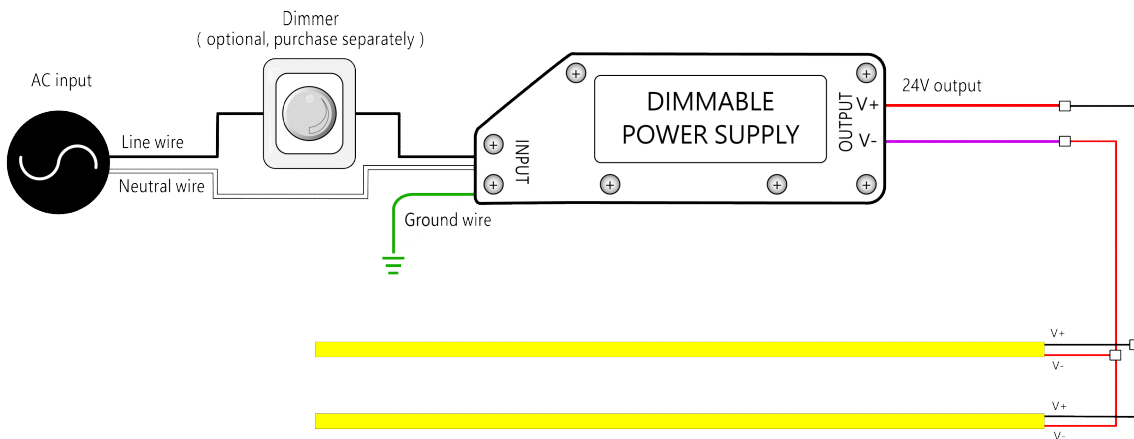 Dimmer
( optional, purchase separately )
AC input
Line wire
Neutral wire
Ground wire
INPUT
DIMMABLE
POWER SUPPLY
OUTPUT
V+
V-
24V output
V+
V-
V+
V-